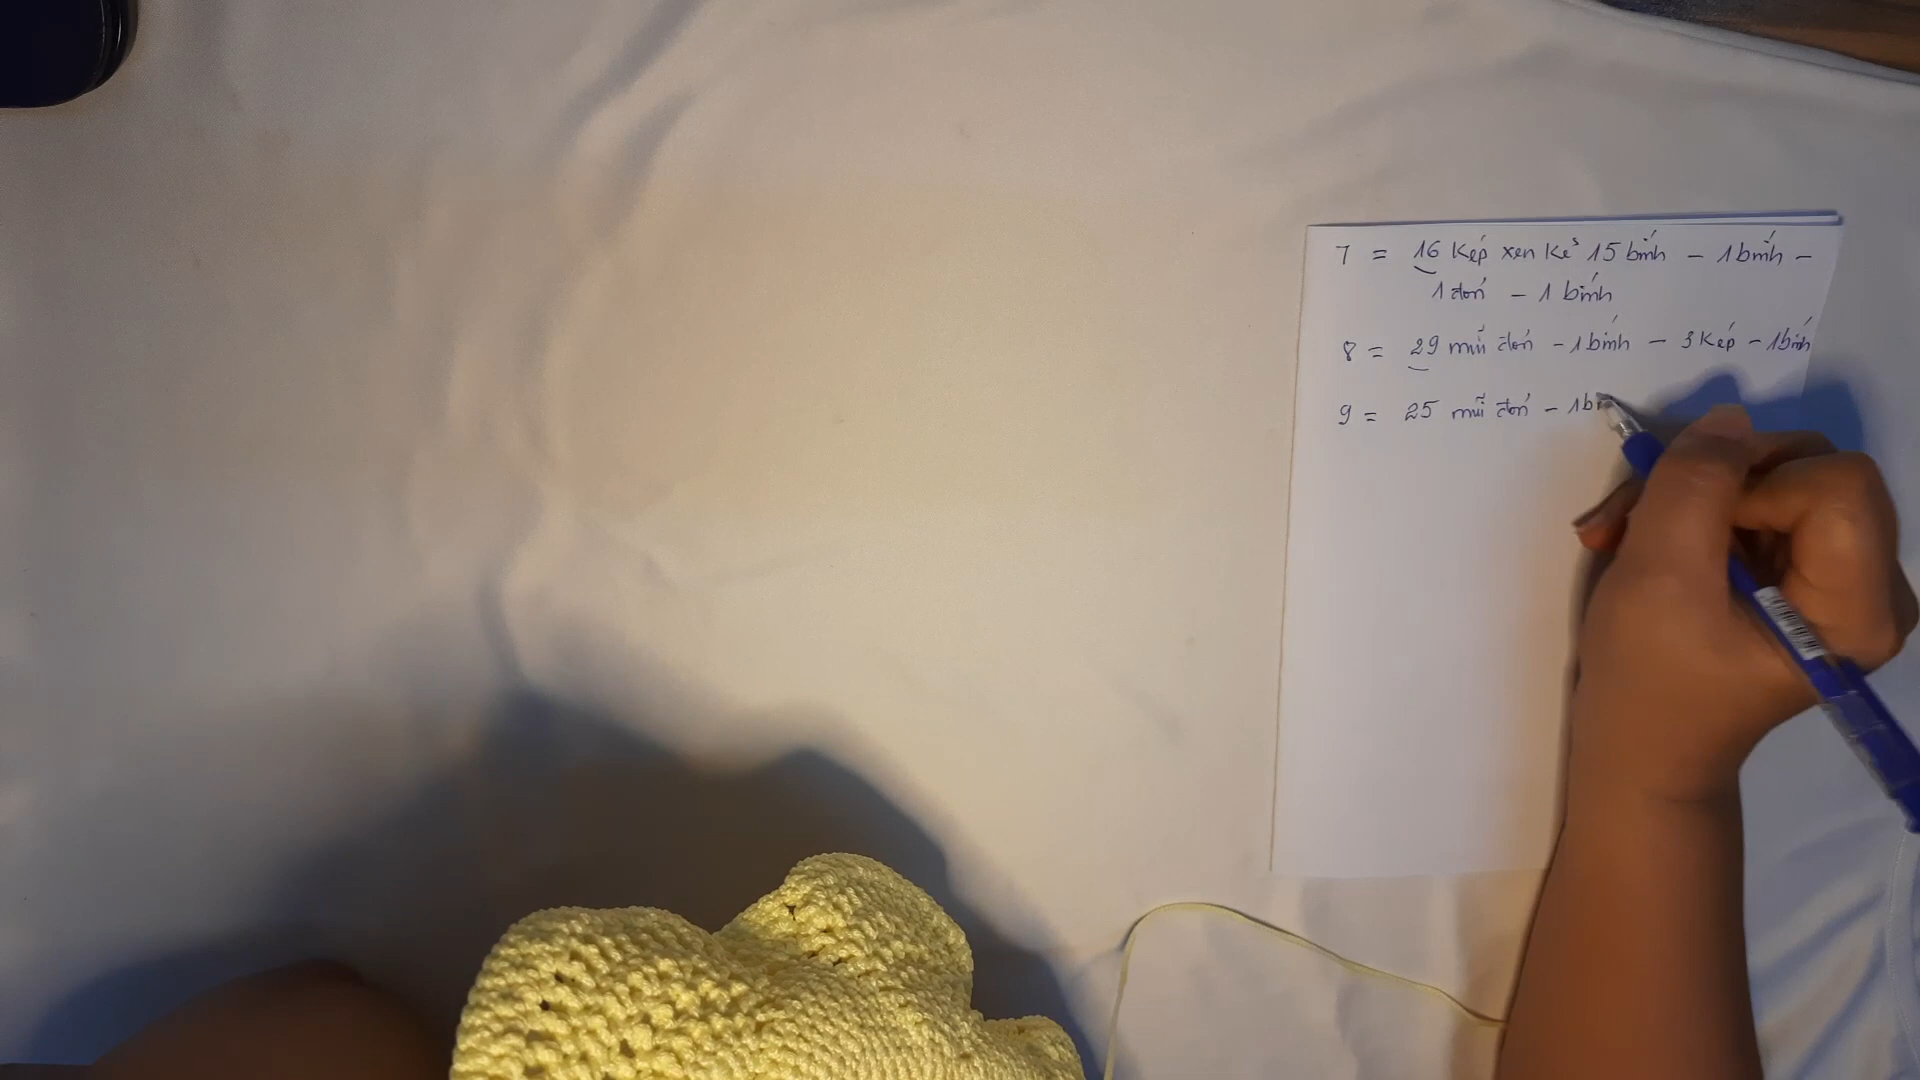 7 = 16 kép xen kẽ 15 bính - 1 bính -
1 đơn - 1 bính
8 = 29 mũi đơn - 1 bính - 3 kép - 1 bính
9 = 25 mũi đơn -